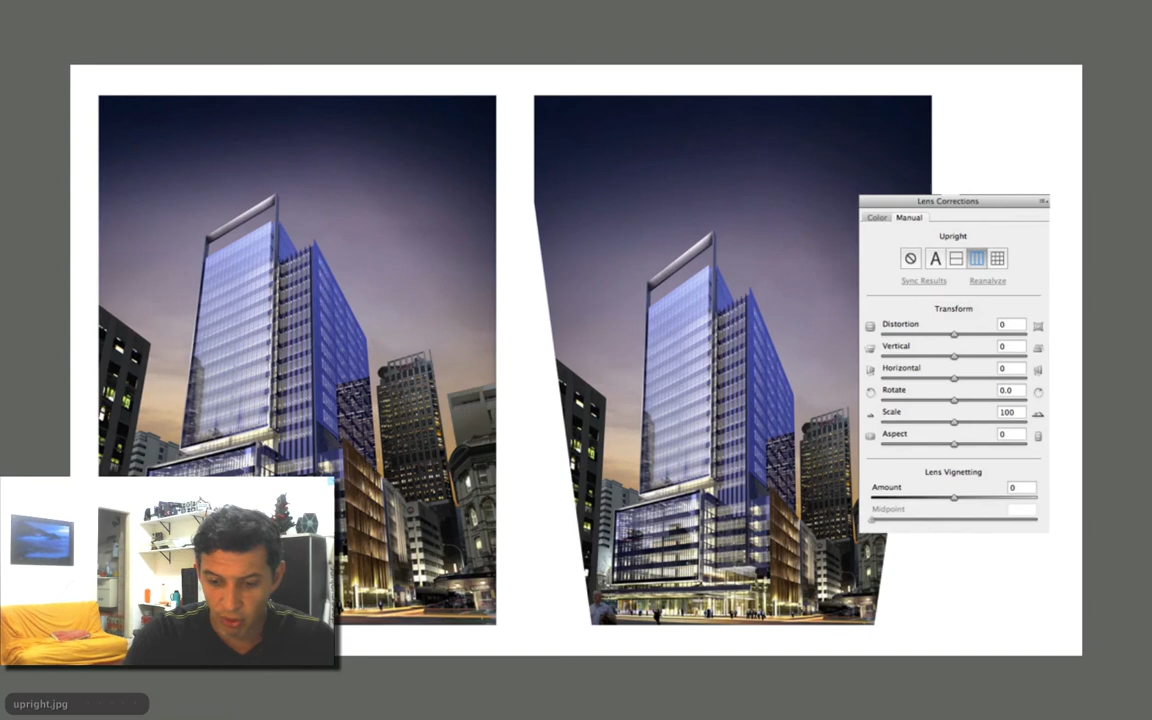 Lens Corrections
Color Manual
Upright
A
Sync Results Reanalyze
Transform
Distortion 0
Vertical 0
Horizontal 0
Rotate 0.0
Scale 100
Aspect 0
Lens Vignetting
Amount 0
Midpoint
upright.jpg